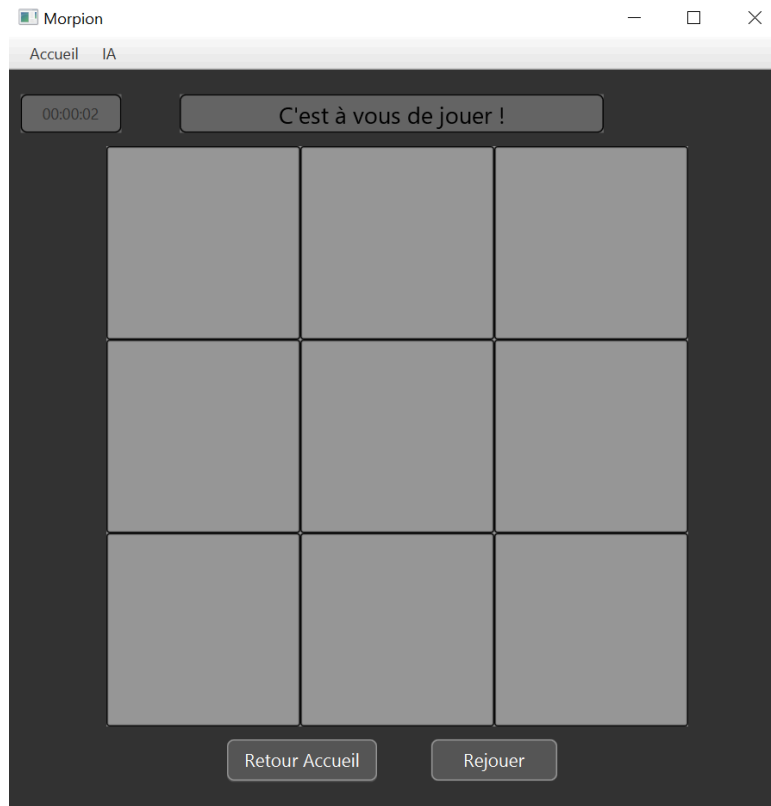 Morpion
Accueil IA
00:00:02
C'est à vous de jouer !
Retour Accueil
Rejouer